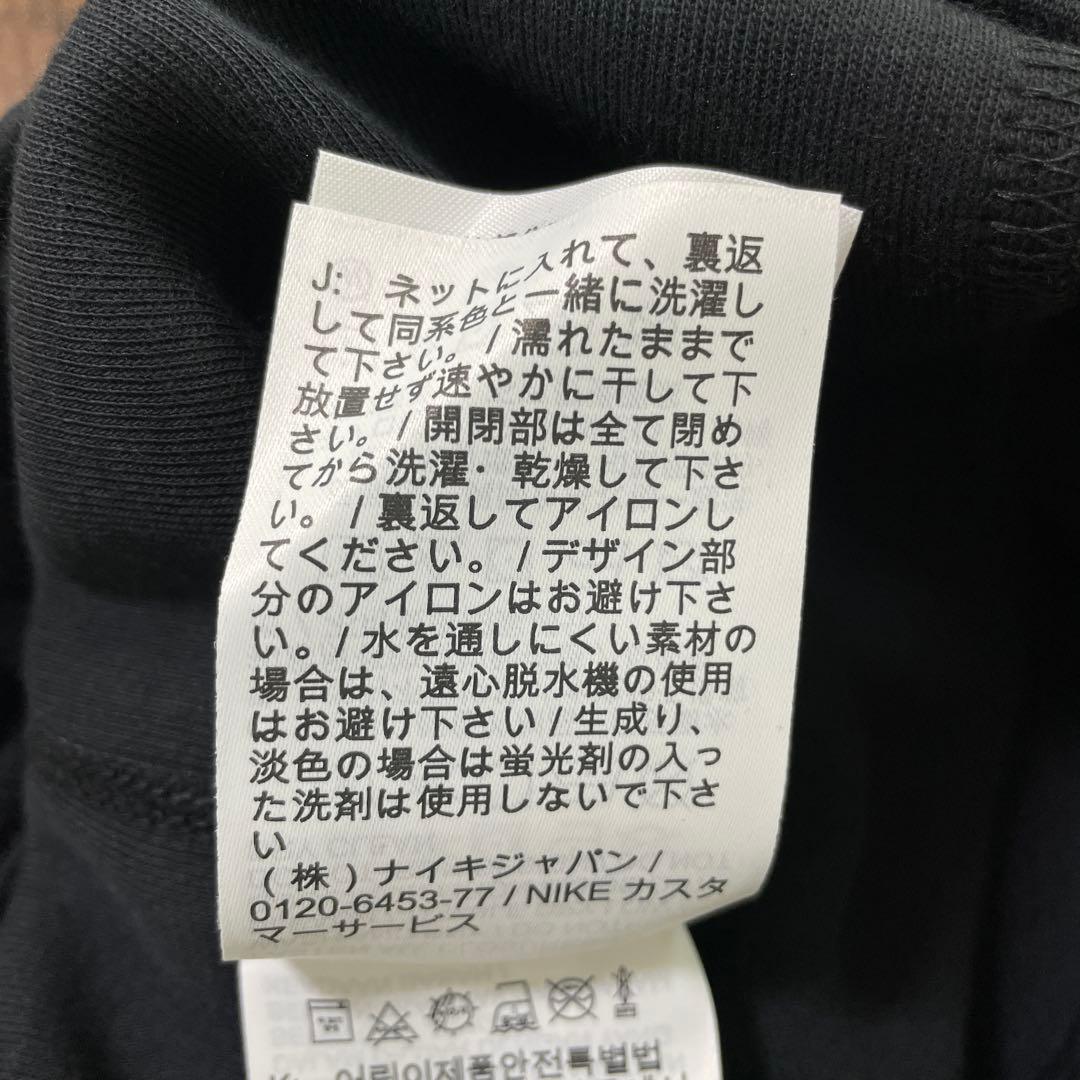 J: ネットに入れて、裏返
して同系色と一緒に洗濯し
て下さい。/濡れたままで
放置せず速やかに干して下
さい。/開閉部は全て閉め
てから洗濯・乾燥して下さ
い。/裏返してアイロンし
てください。/デザイン部
分のアイロンはお避け下さ
い。/水を通しにくい素材の
場合は、遠心脱水機の使用
はお避け下さい/生成り、
淡色の場合は蛍光剤の入っ
た洗剤は使用しないで下さ
い
(株)ナイキジャパン/
0120-6453-77/NIKE カスタ
マーサービス
어린이제품안전특별법